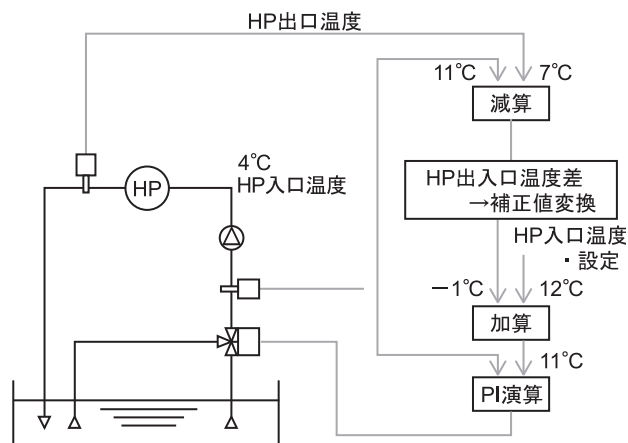 HP出口温度
11℃
7℃
減算
4℃
HP入口温度
HP
HP出入口温度差
→補正値変換
HP入口温度
・設定
−1℃
12℃
加算
11℃
PI演算